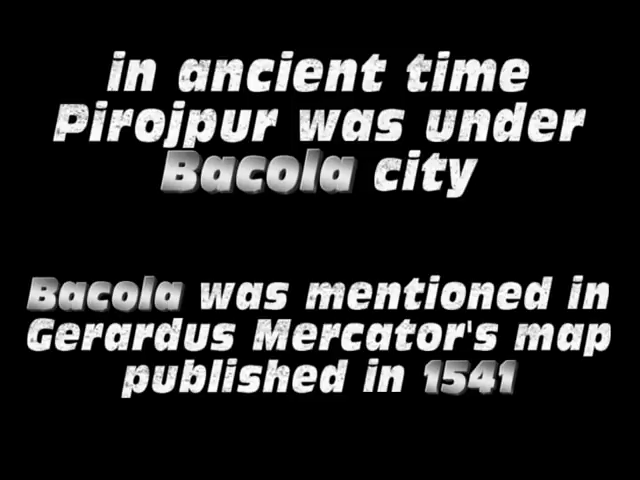 in ancient time
Pirojpur was under
Bacola city
Bacola was mentioned in
Gerardus Mercator's map
published in 1541